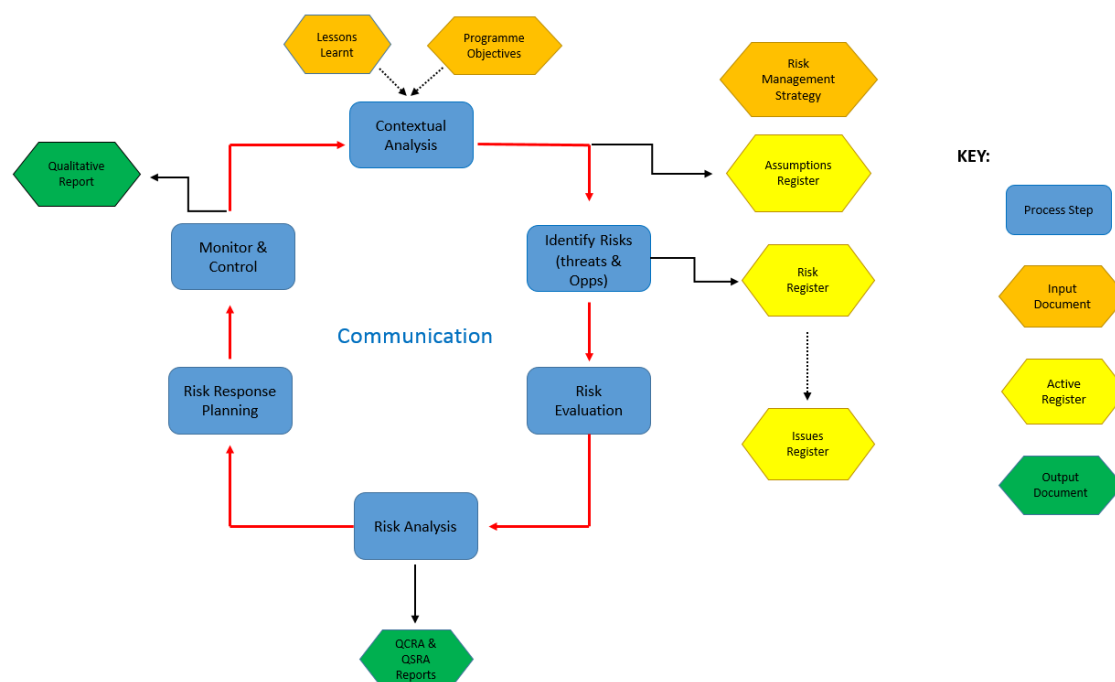 Lessons
Learnt
Programme
Objectives
Risk
Management
Strategy
Contextual
Analysis
Assumptions
Register
KEY:
Qualitative
Report
Process Step
Monitor &
Control
Identify Risks
(threats &
Opps)
Risk
Register
Input
Document
Communication
Risk Response
Planning
Risk
Evaluation
Active
Register
Issues
Register
Output
Document
Risk Analysis
QCRA &
QSRA
Reports